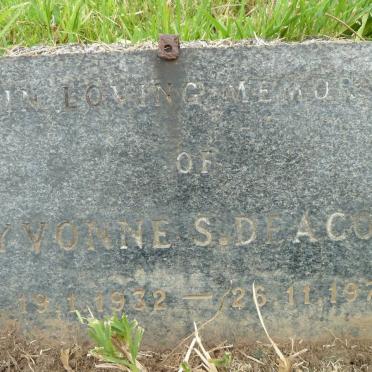 IN LOVING MEMOR
OF
YVONNE S. DEACO
19.1.1932 — 26.11.197